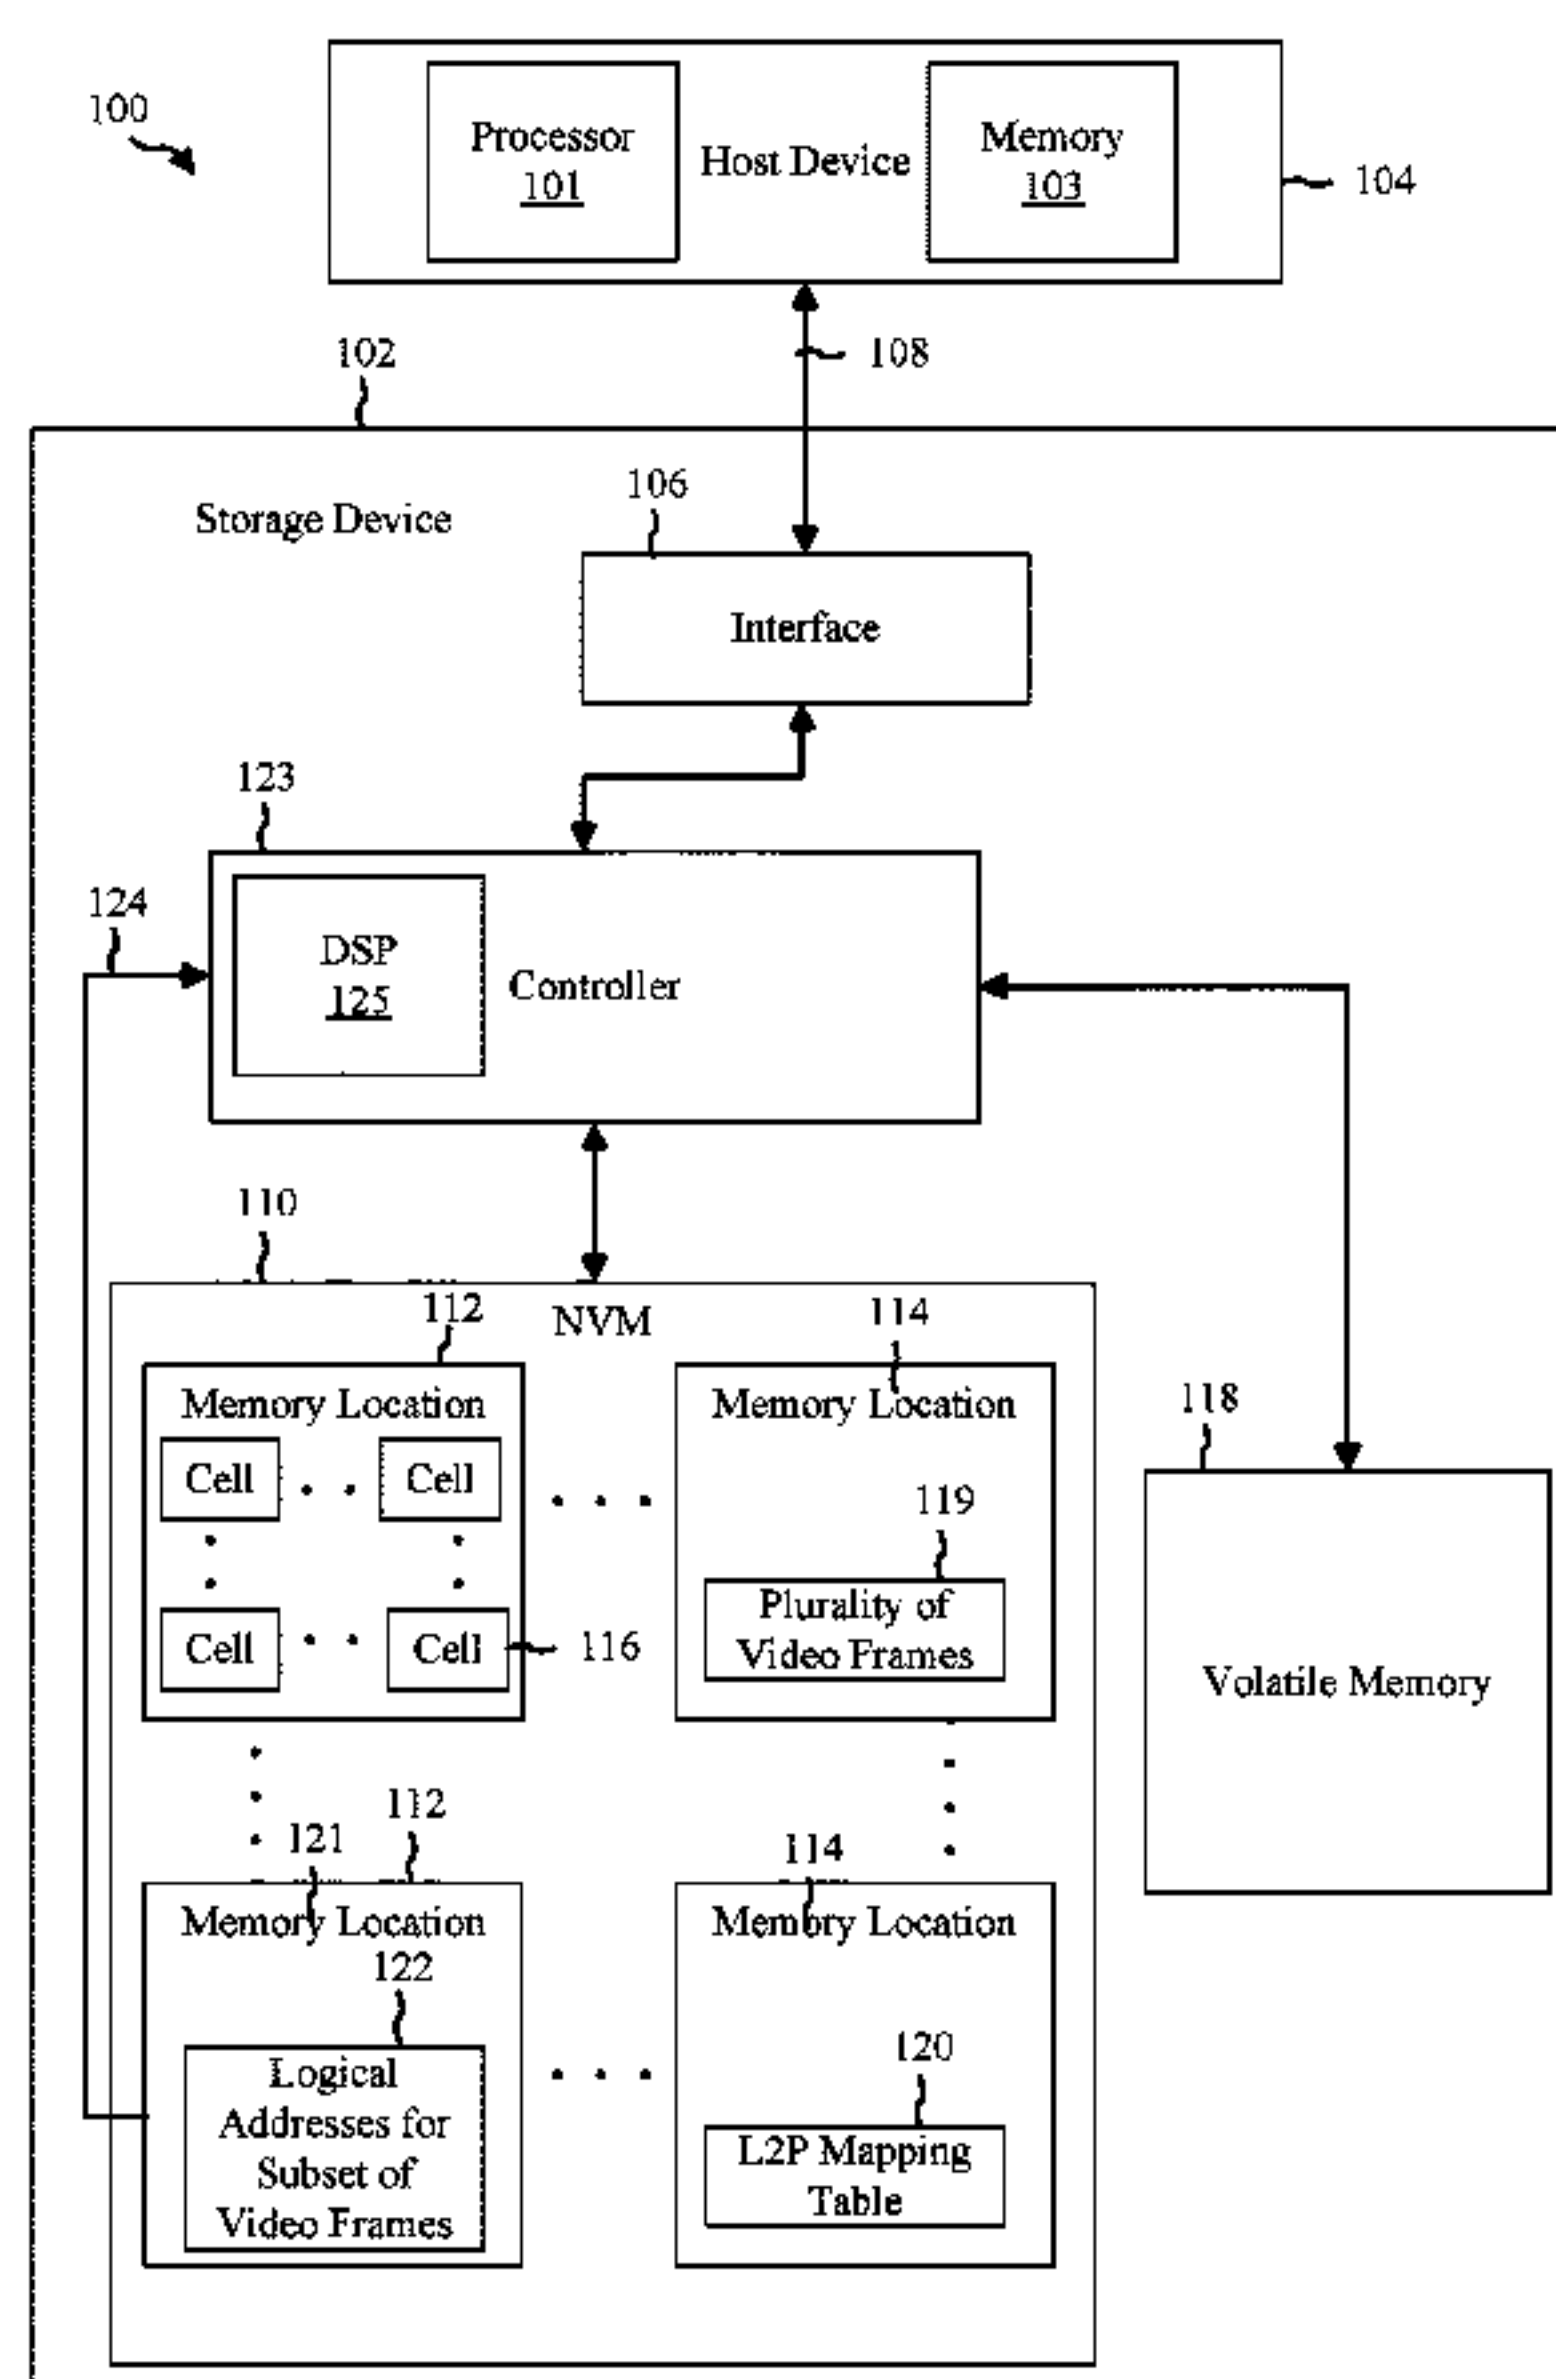 100
Processor
101
Host Device
Memory
103
104
102
108
Storage Device
106
Interface
123
124
DSP
125
Controller
110
NVM
112
114
Memory Location
Cell
Cell
Cell
Cell
116
Memory Location
119
Plurality of
Video Frames
118
Volatile Memory
121
112
Memory Location
122
Logical
Addresses for
Subset of
Video Frames
114
Memory Location
120
L2P Mapping
Table